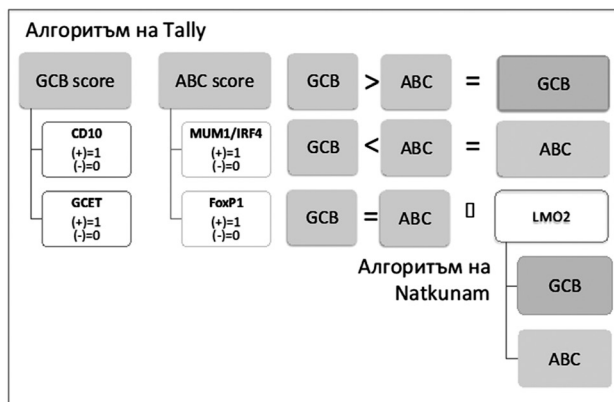 Алгоритъм на Tally
GCB score
ABC score
GCB > ABC = GCB
CD10
(+)=1
(-)=0
MUM1/IRF4
(+)=1
(-)=0
GCB < ABC = ABC
GCET
(+)=1
(-)=0
FoxP1
(+)=1
(-)=0
GCB = ABC ▯ LMO2
Алгоритъм на
Natkunam
GCB
ABC